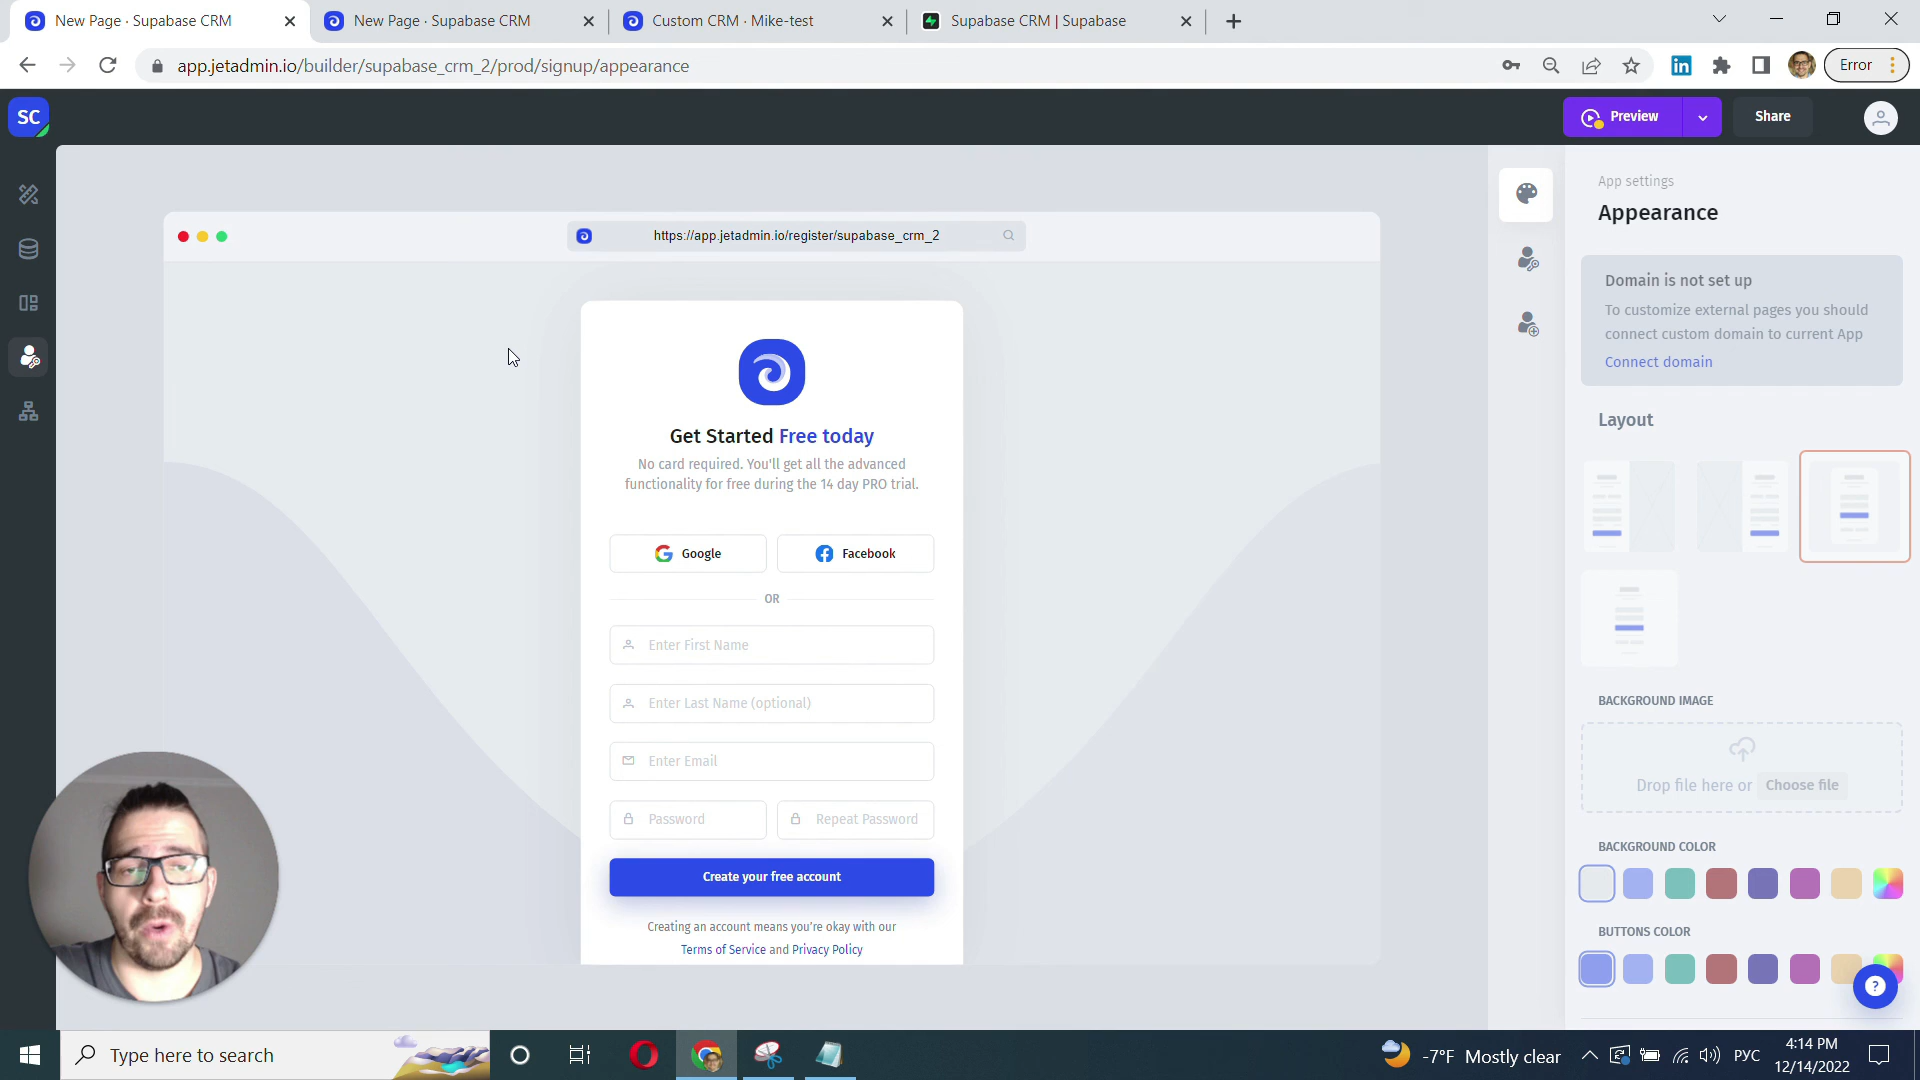 New Page · Supabase CRM
New Page · Supabase CRM
Custom CRM · Mike-test
Supabase CRM | Supabase
app.jetadmin.io/builder/supabase_crm_2/prod/signup/appearance
Error
SC
Preview
Share
https://app.jetadmin.io/register/supabase_crm_2
Get Started Free today
No card required. You'll get all the advanced
functionality for free during the 14 day PRO trial.
Google
Facebook
OR
Enter First Name
Enter Last Name (optional)
Enter Email
Password
Repeat Password
Create your free account
Creating an account means you're okay with our
Terms of Service and Privacy Policy
App settings
Appearance
Domain is not set up
To customize external pages you should
connect custom domain to current App
Connect domain
Layout
BACKGROUND IMAGE
Drop file here or Choose file
BACKGROUND COLOR
BUTTONS COLOR
?
Type here to search
-7°F Mostly clear
РУС
4:14 PM
12/14/2022